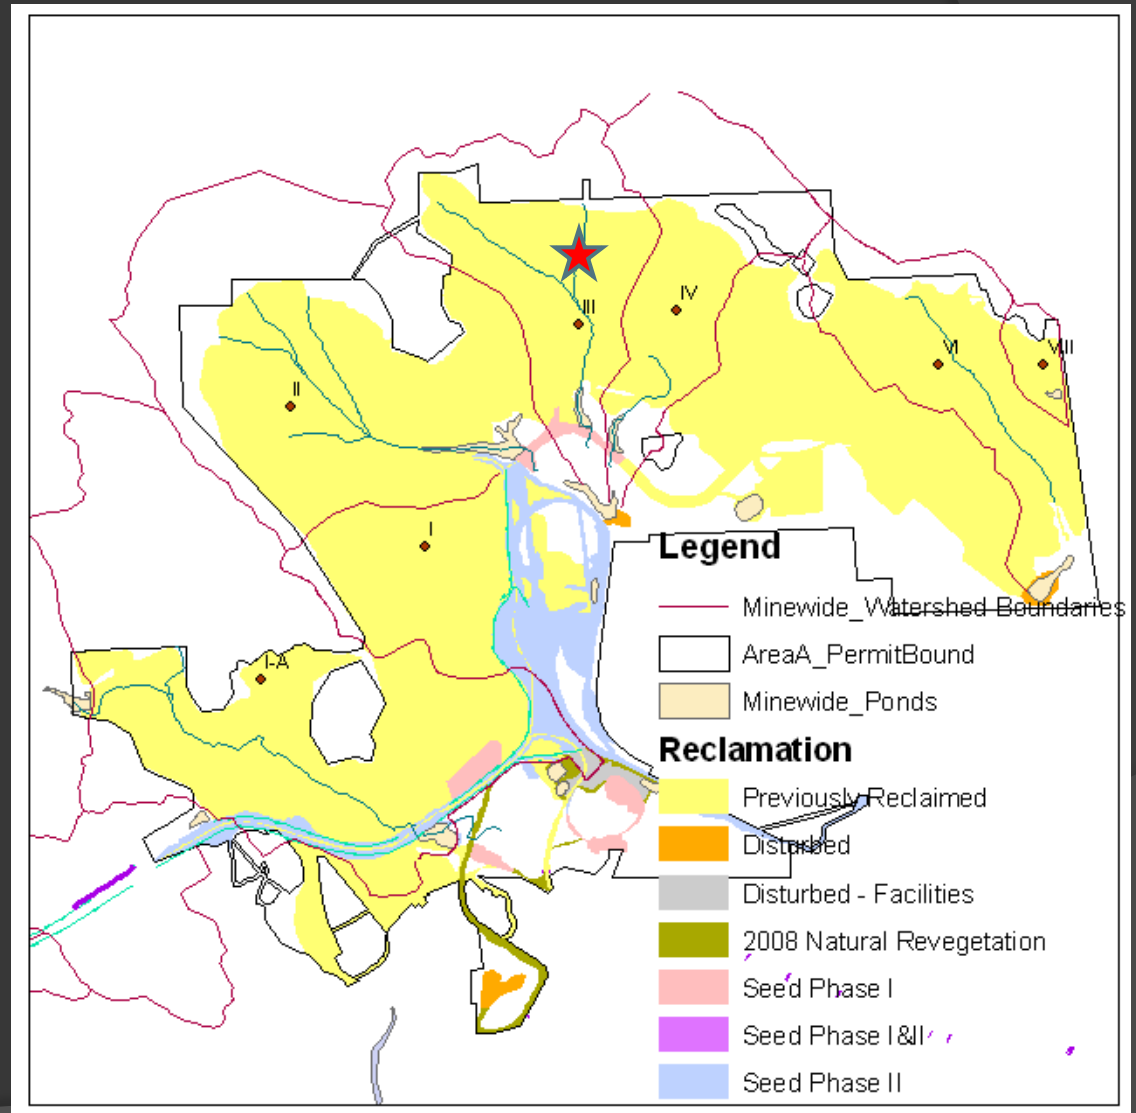 IV
III
VI
VII
II
I
I-A
Legend
Minewide_Watershed Boundaries
AreaA_PermitBound
Minewide_Ponds
Reclamation
Previously Reclaimed
Disturbed
Disturbed - Facilities
2008 Natural Revegetation
Seed Phase I
Seed Phase I&II
Seed Phase II